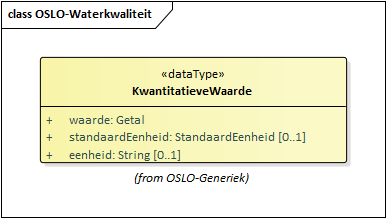 class OSLO-Waterkwaliteit
«dataType»
KwantitatieveWaarde
+ waarde: Getal
+ standaardEenheid: StandaardEenheid [0..1]
+ eenheid: String [0..1]
(from OSLO-Generiek)